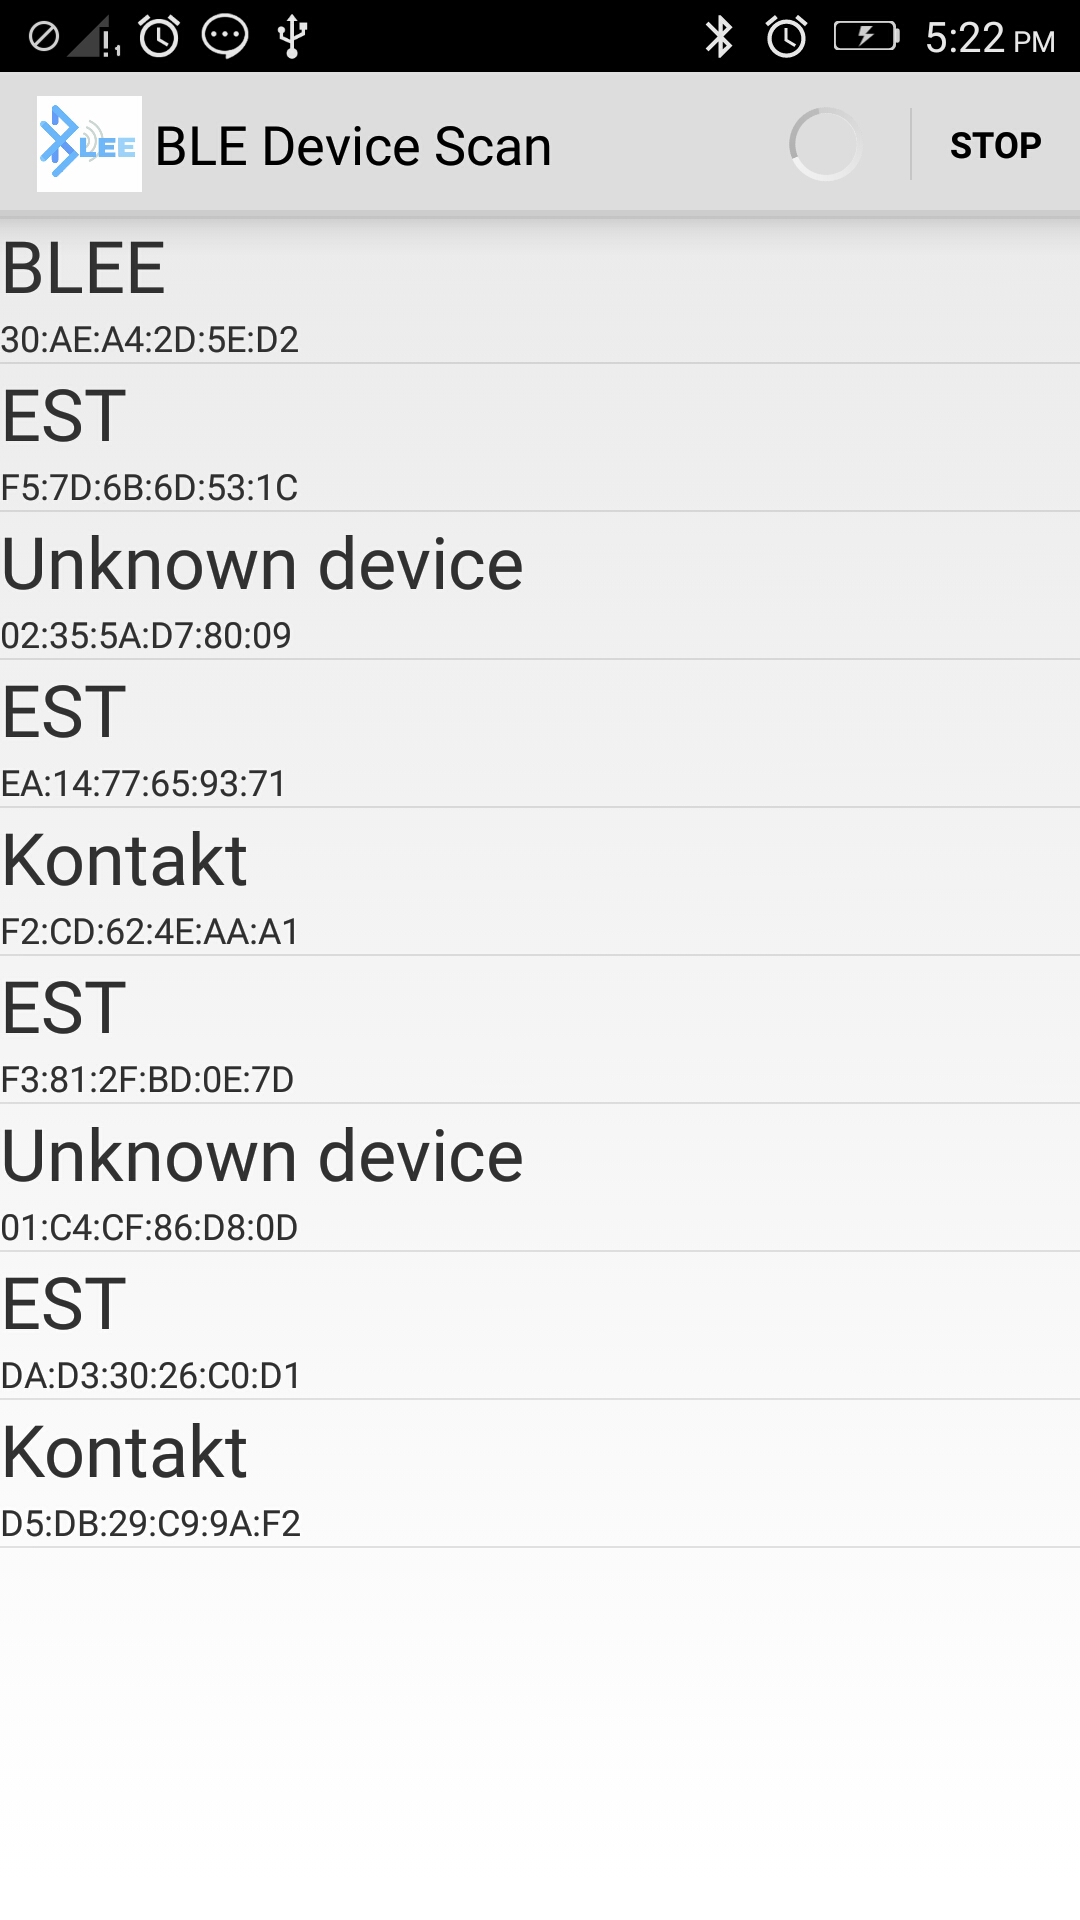 5:22 PM
LEE
BLE Device Scan
STOP
BLEE
30:AE:A4:2D:5E:D2
EST
F5:7D:6B:6D:53:1C
Unknown device
02:35:5A:D7:80:09
EST
EA:14:77:65:93:71
Kontakt
F2:CD:62:4E:AA:A1
EST
F3:81:2F:BD:0E:7D
Unknown device
01:C4:CF:86:D8:0D
EST
DA:D3:30:26:C0:D1
Kontakt
D5:DB:29:C9:9A:F2